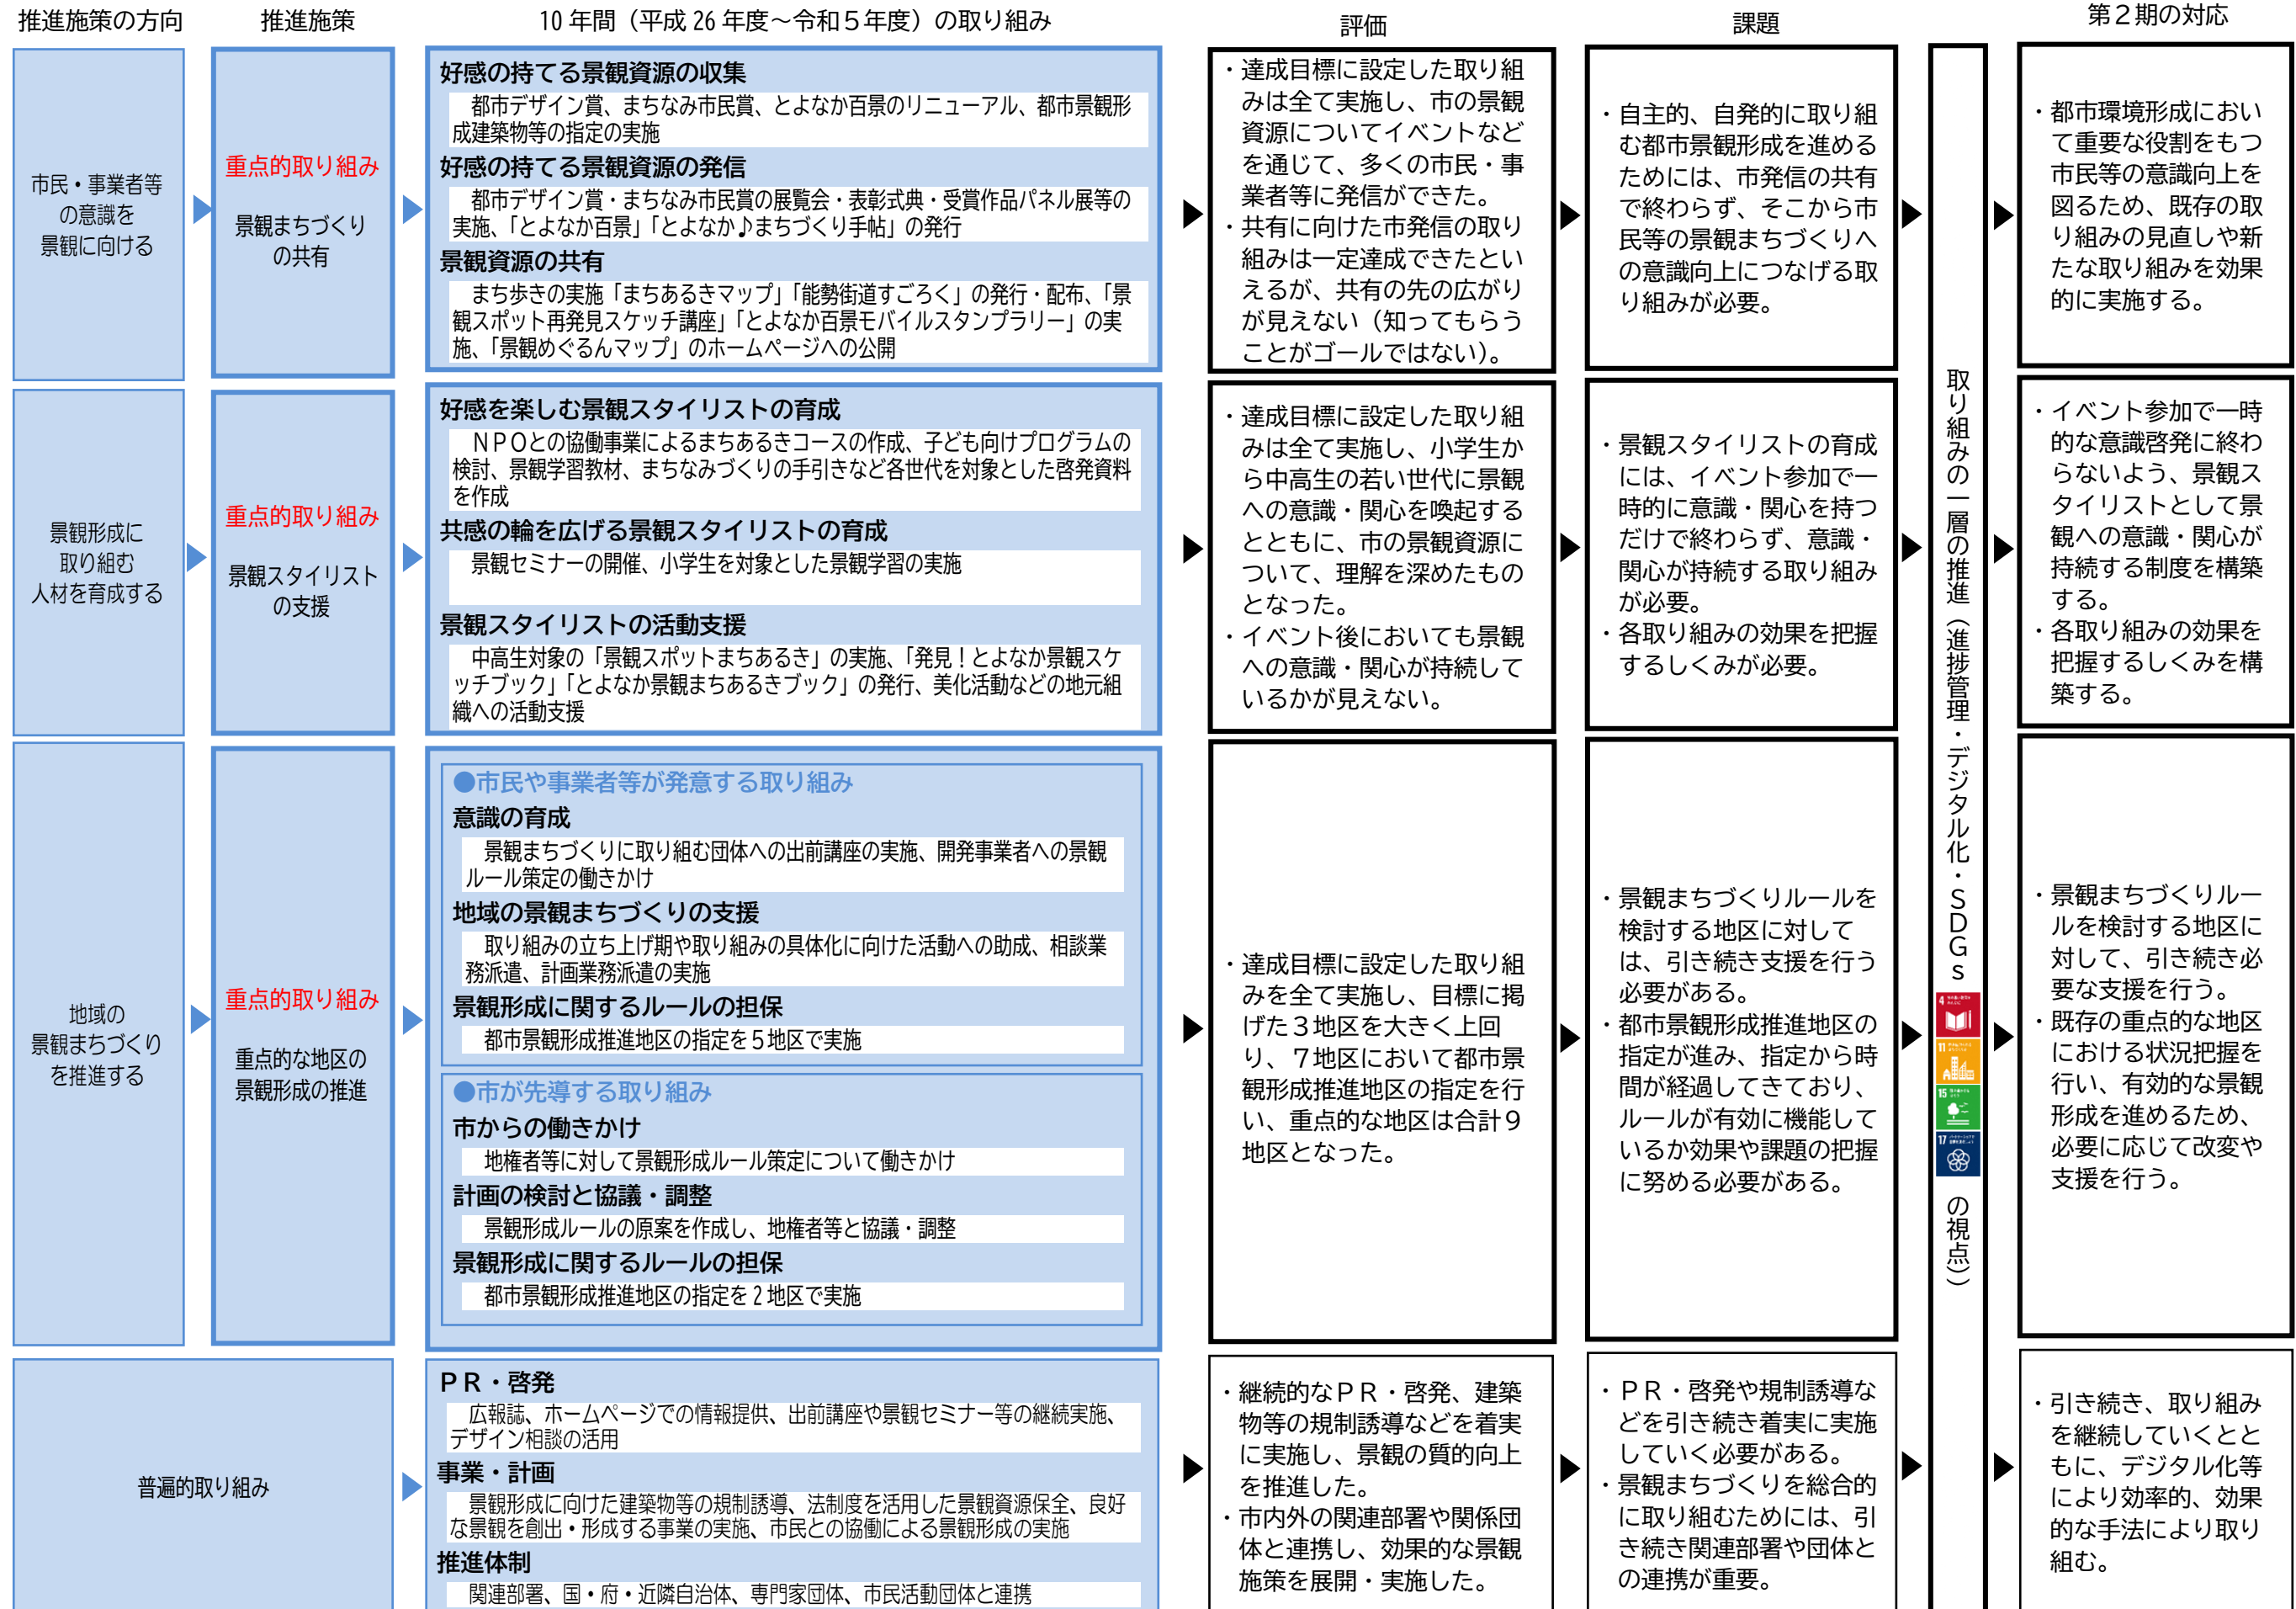 推進施策の方向
推進施策
10年間（平成26年度～令和５年度）の取り組み
評価
課題
第２期の対応
市民・事業者等
の意識を
景観に向ける
重点的取り組み
景観まちづくり
の共有
好感の持てる景観資源の収集
都市デザイン賞、まちなみ市民賞、とよなか百景のリニューアル、都市景観形
成建築物等の指定の実施
好感の持てる景観資源の発信
都市デザイン賞・まちなみ市民賞の展覧会・表彰式典・受賞作品パネル展等の
実施、「とよなか百景」「とよなか♪まちづくり手帖」の発行
景観資源の共有
まち歩きの実施「まちあるきマップ」「能勢街道すごろく」の発行・配布、「景
観スポット再発見スケッチ講座」「とよなか百景モバイルスタンプラリー」の実
施、「景観めぐるんマップ」のホームページへの公開
・達成目標に設定した取り組
みは全て実施し、市の景観
資源についてイベントなど
を通じて、多くの市民・事
業者等に発信ができた。
・共有に向けた市発信の取り
組みは一定達成できたとい
えるが、共有の先の広がり
が見えない（知ってもらう
ことがゴールではない）。
・自主的、自発的に取り組
む都市景観形成を進める
ためには、市発信の共有
で終わらず、そこから市
民等の景観まちづくりへ
の意識向上につなげる取
り組みが必要。
・都市環境形成におい
て重要な役割をもつ
市民等の意識向上を
図るため、既存の取
り組みの見直しや新
たな取り組みを効果
的に実施する。
景観形成に
取り組む
人材を育成する
重点的取り組み
景観スタイリスト
の支援
好感を楽しむ景観スタイリストの育成
ＮＰＯとの協働事業によるまちあるきコースの作成、子ども向けプログラムの
検討、景観学習教材、まちなみづくりの手引きなど各世代を対象とした啓発資料
を作成
共感の輪を広げる景観スタイリストの育成
景観セミナーの開催、小学生を対象とした景観学習の実施
景観スタイリストの活動支援
中高生対象の「景観スポットまちあるき」の実施、「発見！とよなか景観スケ
ッチブック」「とよなか景観まちあるきブック」の発行、美化活動などの地元組
織への活動支援
・達成目標に設定した取り組
みは全て実施し、小学生か
ら中高生の若い世代に景観
への意識・関心を喚起する
とともに、市の景観資源に
ついて、理解を深めたもの
となった。
・イベント後においても景観
への意識・関心が持続して
いるかが見えない。
・景観スタイリストの育成
には、イベント参加で一
時的に意識・関心を持つ
だけで終わらず、意識・
関心が持続する取り組み
が必要。
・各取り組みの効果を把握
するしくみが必要。
・イベント参加で一時
的な意識啓発に終わ
らないよう、景観ス
タイリストとして景
観への意識・関心が
持続する制度を構築
する。
・各取り組みの効果を
把握するしくみを構
築する。
地域の
景観まちづくり
を推進する
重点的取り組み
重点的な地区の
景観形成の推進
●市民や事業者等が発意する取り組み
意識の育成
景観まちづくりに取り組む団体への出前講座の実施、開発事業者への景観
ルール策定の働きかけ
地域の景観まちづくりの支援
取り組みの立ち上げ期や取り組みの具体化に向けた活動への助成、相談業
務派遣、計画業務派遣の実施
景観形成に関するルールの担保
都市景観形成推進地区の指定を５地区で実施
●市が先導する取り組み
市からの働きかけ
地権者等に対して景観形成ルール策定について働きかけ
計画の検討と協議・調整
景観形成ルールの原案を作成し、地権者等と協議・調整
景観形成に関するルールの担保
都市景観形成推進地区の指定を２地区で実施
・達成目標に設定した取り組
みを全て実施し、目標に掲
げた３地区を大きく上回
り、７地区において都市景
観形成推進地区の指定を行
い、重点的な地区は合計９
地区となった。
・景観まちづくりルールを
検討する地区に対して
は、引き続き支援を行う
必要がある。
・都市景観形成推進地区の
指定が進み、指定から時
間が経過してきており、
ルールが有効に機能して
いるか効果や課題の把握
に努める必要がある。
取り組みの一層の推進（進捗管理・デジタル化・ＳＤＧｓ
4
11
15
17
の視点））
・景観まちづくりルー
ルを検討する地区に
対して、引き続き必
要な支援を行う。
・既存の重点的な地区
における状況把握を
行い、有効的な景観
形成を進めるため、
必要に応じて改変や
支援を行う。
普遍的取り組み
ＰＲ・啓発
広報誌、ホームページでの情報提供、出前講座や景観セミナー等の継続実施、
デザイン相談の活用
事業・計画
景観形成に向けた建築物等の規制誘導、法制度を活用した景観資源保全、良好
な景観を創出・形成する事業の実施、市民との協働による景観形成の実施
推進体制
関連部署、国・府・近隣自治体、専門家団体、市民活動団体と連携
・継続的なＰＲ・啓発、建築
物等の規制誘導などを着実
に実施し、景観の質的向上
を推進した。
・市内外の関連部署や関係団
体と連携し、効果的な景観
施策を展開・実施した。
・ＰＲ・啓発や規制誘導な
どを引き続き着実に実施
していく必要がある。
・景観まちづくりを総合的
に取り組むためには、引
き続き関連部署や団体と
の連携が重要。
・引き続き、取り組み
を継続していくとと
もに、デジタル化等
により効率的、効果
的な手法により取り
組む。